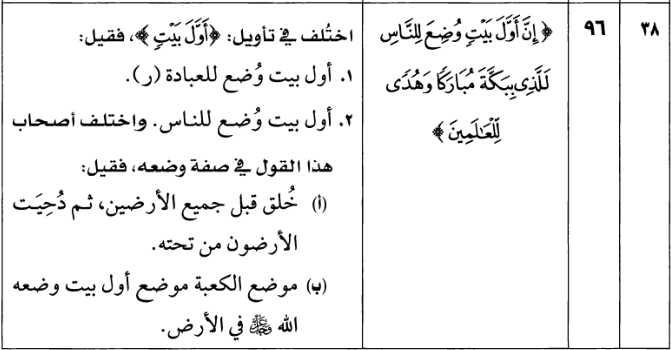 ٣٨
٩٦
﴿ إِنَّ أَوَّلَ بَيْتٍ وُضِعَ لِلنَّاسِ
لَلَّذِي بِبَكَّةَ مُبَارَكًا وَهُدًى
لِّلْعَالَمِينَ ﴾
اختُلف في تأويل: ﴿أَوَّلَ بَيْتٍ﴾، فقيل:
١. أول بيت وُضع للعبادة (ر).
٢. أول بيت وُضع للناس. واختلف أصحاب
هذا القول في صفة وضعه، فقيل:
(أ) خُلق قبل جميع الأرضين، ثم دُحِيَت
الأرضون من تحته.
(ب) موضع الكعبة موضع أول بيت وضعه
الله ﷻ في الأرض.